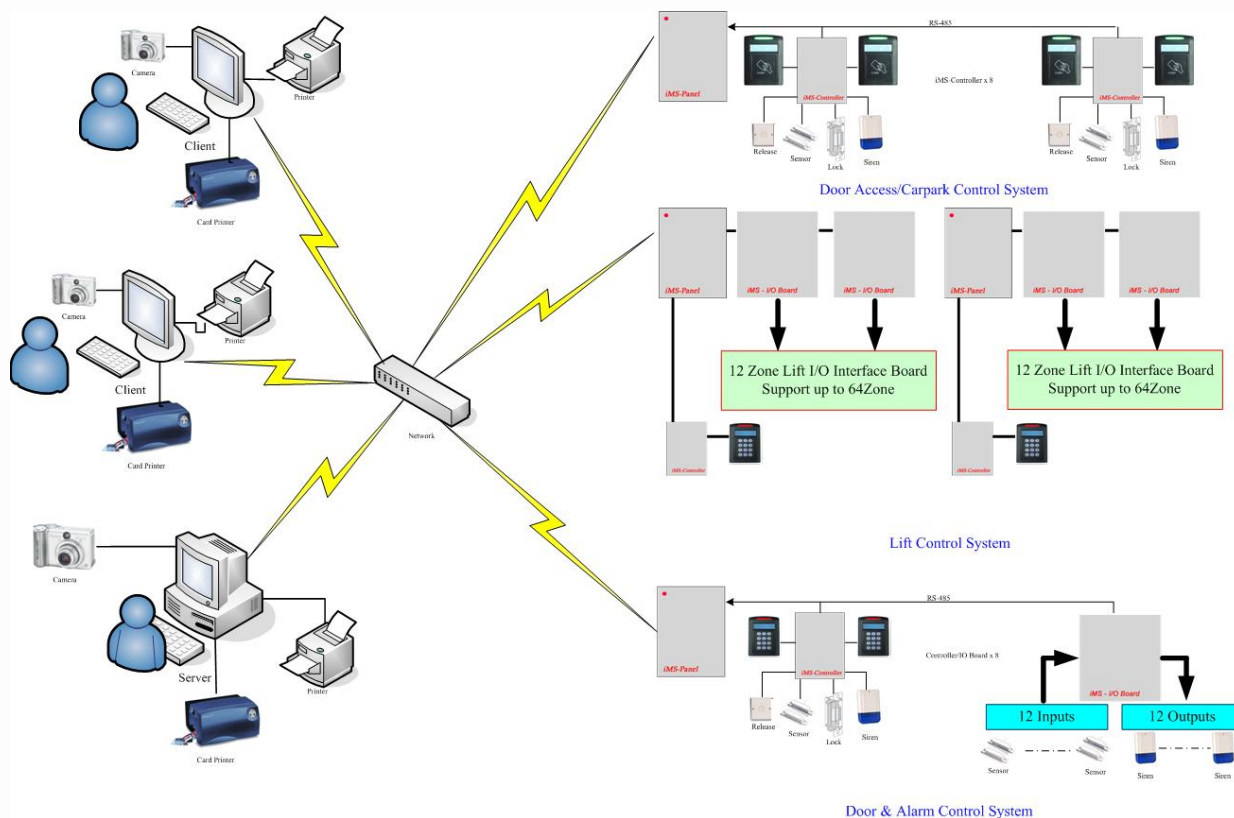 Camera
Printer
Client
Card Printer
Camera
Printer
Client
Card Printer
Camera
Printer
Server
Card Printer
Network
RS-485
iMS-Panel
iMS-Controller
iMS-Controller x 8
iMS-Controller
Release
Sensor
Lock
Siren
Release
Sensor
Lock
Siren
Door Access/Carpark Control System
iMS-Panel
iMS - I/O Board
iMS - I/O Board
iMS-Panel
iMS - I/O Board
iMS - I/O Board
12 Zone Lift I/O Interface Board
Support up to 64Zone
12 Zone Lift I/O Interface Board
Support up to 64Zone
iMS-Controller
iMS-Controller
Lift Control System
RS-485
iMS-Panel
iMS-Controller
Controller/IO Board x 8
iMS - I/O Board
Release
Sensor
Lock
Siren
12 Inputs
12 Outputs
Sensor
Sensor
Siren
Siren
Door & Alarm Control System